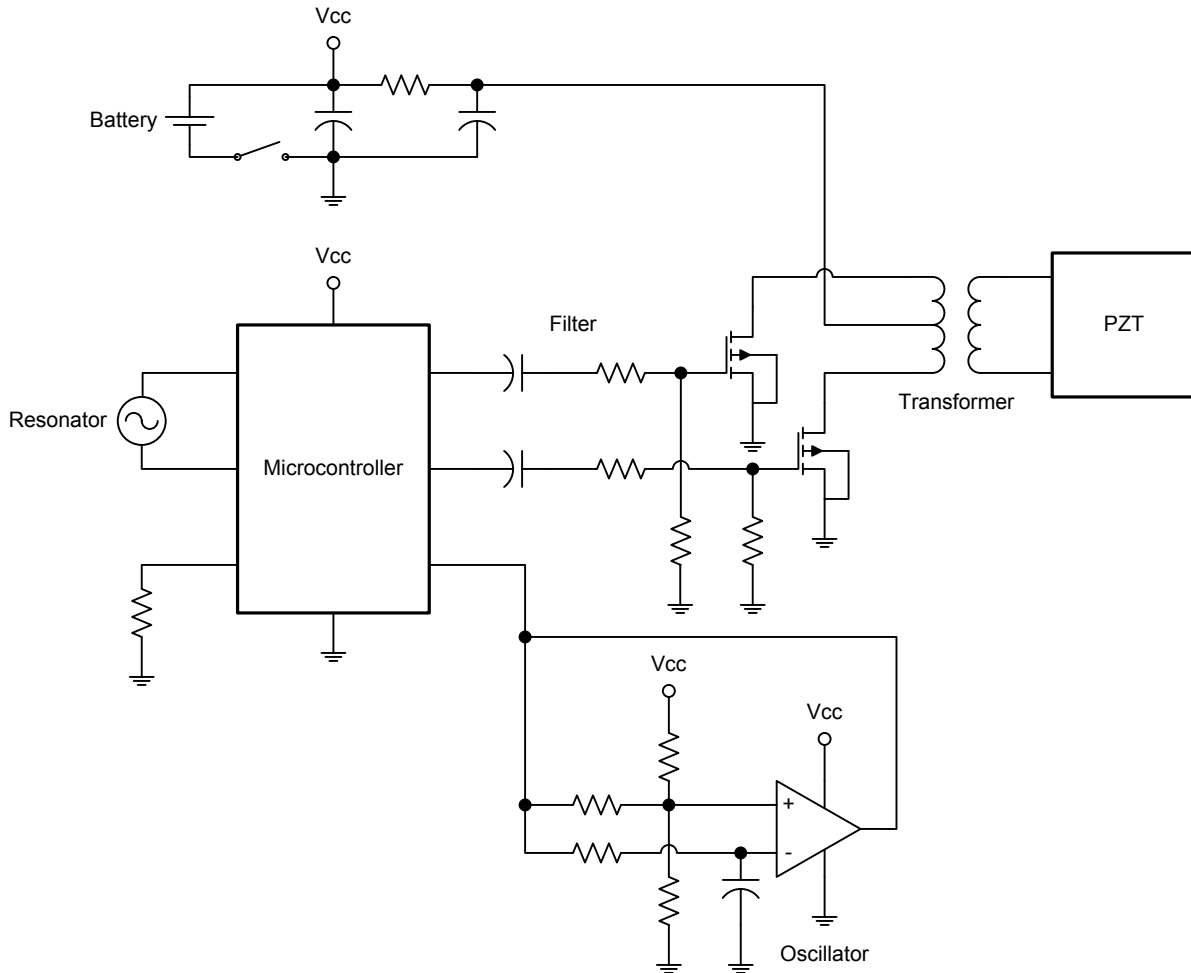 Vcc
Battery
Vcc
Filter
PZT
Transformer
Resonator
Microcontroller
Vcc
Vcc
+
-
Oscillator